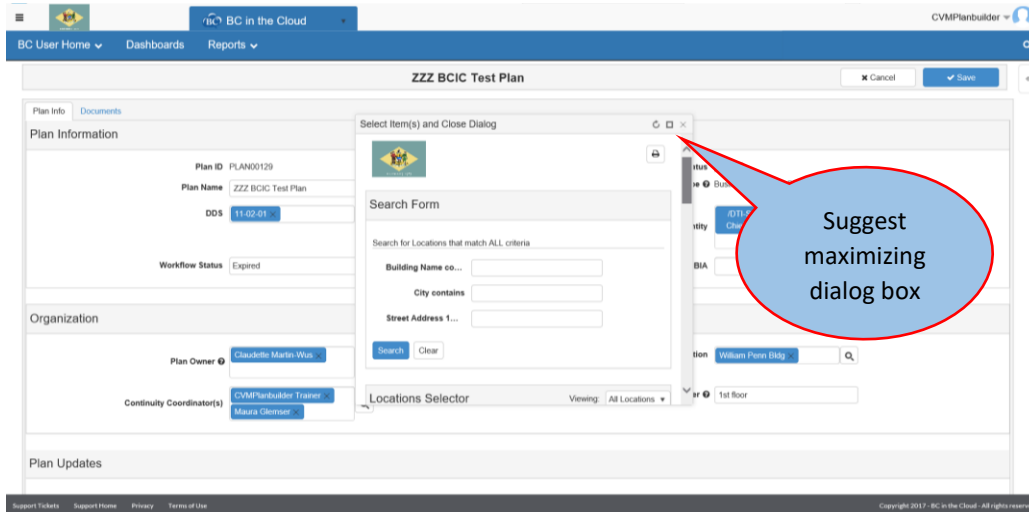 BC in the Cloud
CVMPlanbuilder
BC User Home
Dashboards
Reports
ZZZ BCIC Test Plan
Cancel
Save
Plan Info
Documents
Plan Information
Plan ID PLAN00129
Plan Name ZZZ BCIC Test Plan
DDS 11-02-01
Workflow Status Expired
BIA
Organization
Plan Owner Claudette Martin-Wus
Continuity Coordinator(s) CVMPlanbuilder Trainer
Maura Glemser
William Penn Bldg
1st floor
Plan Updates
Select Item(s) and Close Dialog
Search Form
Search for Locations that match ALL criteria
Building Name co...
City contains
Street Address 1...
Search
Clear
Locations Selector
Viewing: All Locations
Suggest
maximizing
dialog box
Support Tickets
Support Home
Privacy
Terms of Use
Copyright 2017 - BC in the Cloud - All rights